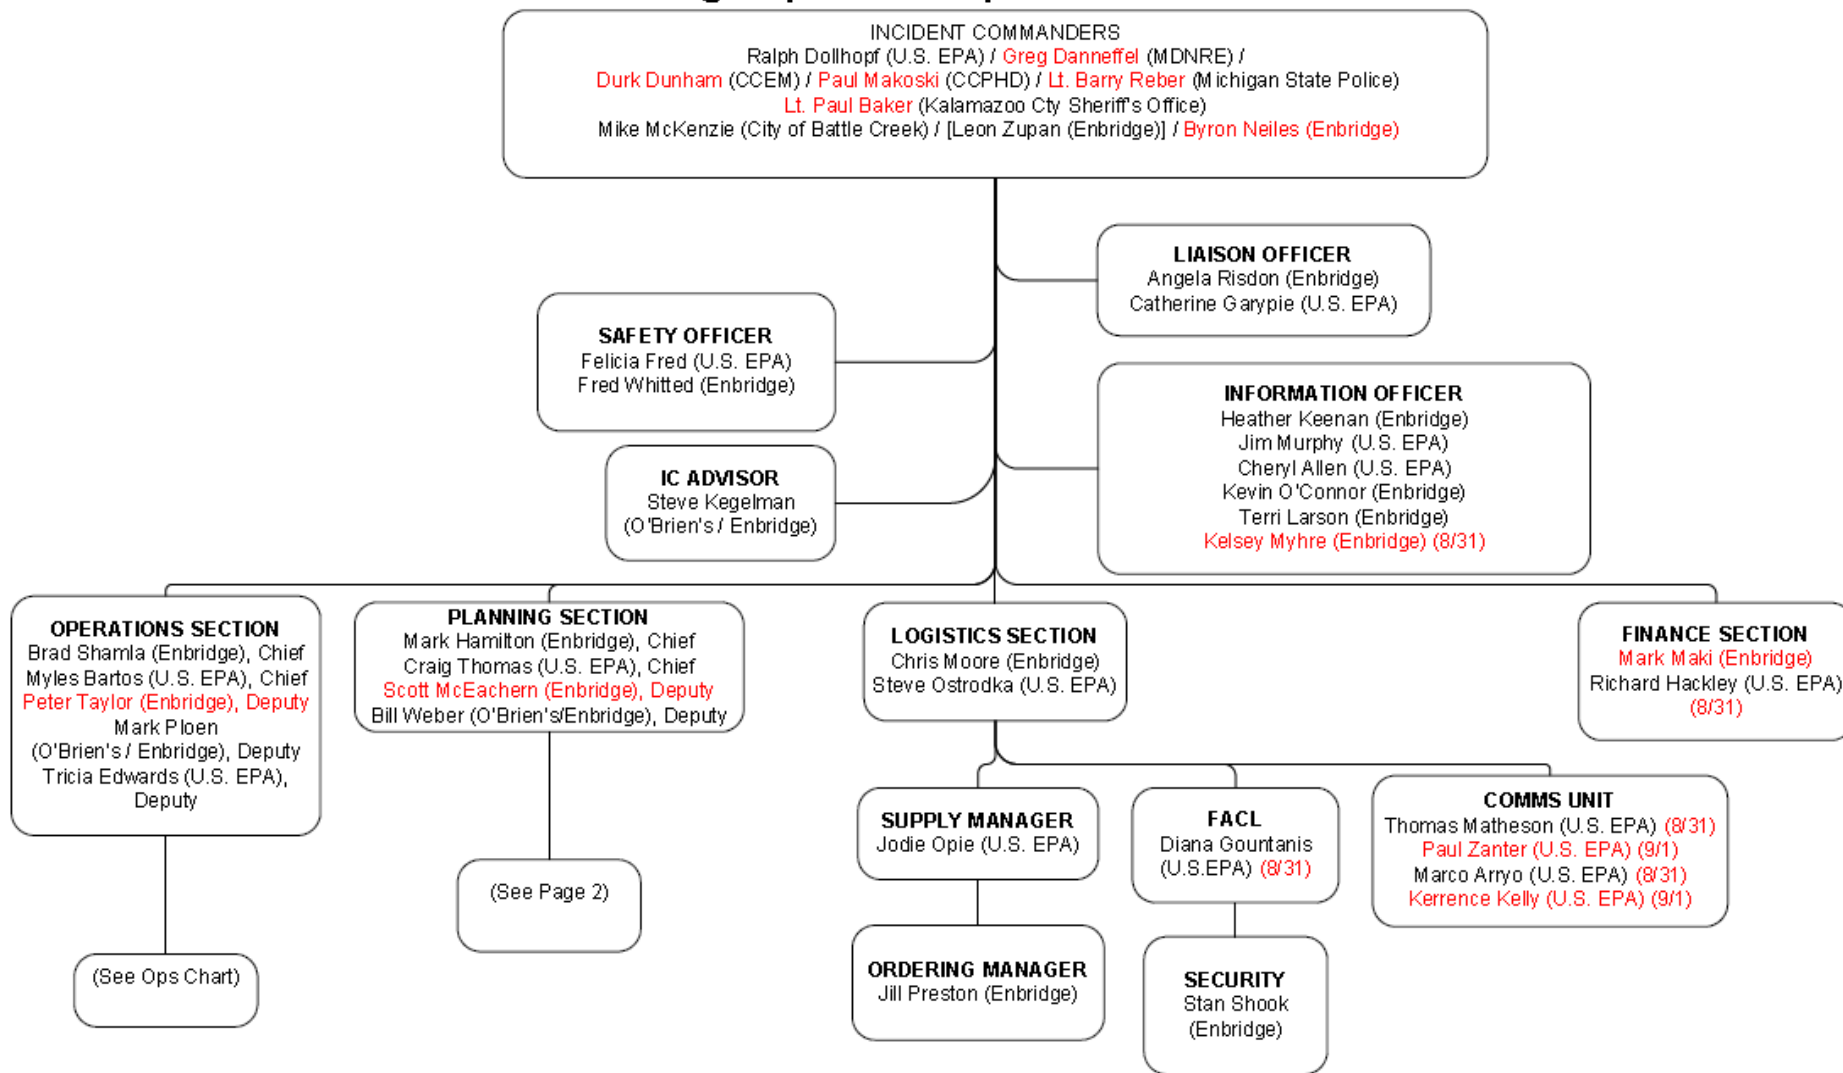 INCIDENT COMMANDERS
Ralph Dollhopf (U.S. EPA) / Greg Danneffel (MDNRE) /
Durk Dunham (CCEM) / Paul Makoski (CCPHD) / Lt. Barry Reber (Michigan State Police)
Lt. Paul Baker (Kalamazoo Cty Sheriff's Office)
Mike McKenzie (City of Battle Creek) / [Leon Zupan (Enbridge)] / Byron Neiles (Enbridge)
LIAISON OFFICER
Angela Risdon (Enbridge)
Catherine Garypie (U.S. EPA)
SAFETY OFFICER
Felicia Fred (U.S. EPA)
Fred Whitted (Enbridge)
INFORMATION OFFICER
Heather Keenan (Enbridge)
Jim Murphy (U.S. EPA)
Cheryl Allen (U.S. EPA)
Kevin O'Connor (Enbridge)
Terri Larson (Enbridge)
Kelsey Myhre (Enbridge) (8/31)
IC ADVISOR
Steve Kegelman
(O'Brien's / Enbridge)
OPERATIONS SECTION
Brad Shamla (Enbridge), Chief
Myles Bartos (U.S. EPA), Chief
Peter Taylor (Enbridge), Deputy
Mark Ploen
(O'Brien's / Enbridge), Deputy
Tricia Edwards (U.S. EPA),
Deputy
PLANNING SECTION
Mark Hamilton (Enbridge), Chief
Craig Thomas (U.S. EPA), Chief
Scott McEachern (Enbridge), Deputy
Bill Weber (O'Brien's/Enbridge), Deputy
LOGISTICS SECTION
Chris Moore (Enbridge)
Steve Ostrodka (U.S. EPA)
FINANCE SECTION
Mark Maki (Enbridge)
Richard Hackley (U.S. EPA)
(8/31)
SUPPLY MANAGER
Jodie Opie (U.S. EPA)
FACL
Diana Gountanis
(U.S.EPA) (8/31)
COMMS UNIT
Thomas Matheson (U.S. EPA) (8/31)
Paul Zanter (U.S. EPA) (9/1)
Marco Arryo (U.S. EPA) (8/31)
Kerrence Kelly (U.S. EPA) (9/1)
(See Page 2)
(See Ops Chart)
ORDERING MANAGER
Jill Preston (Enbridge)
SECURITY
Stan Shook
(Enbridge)